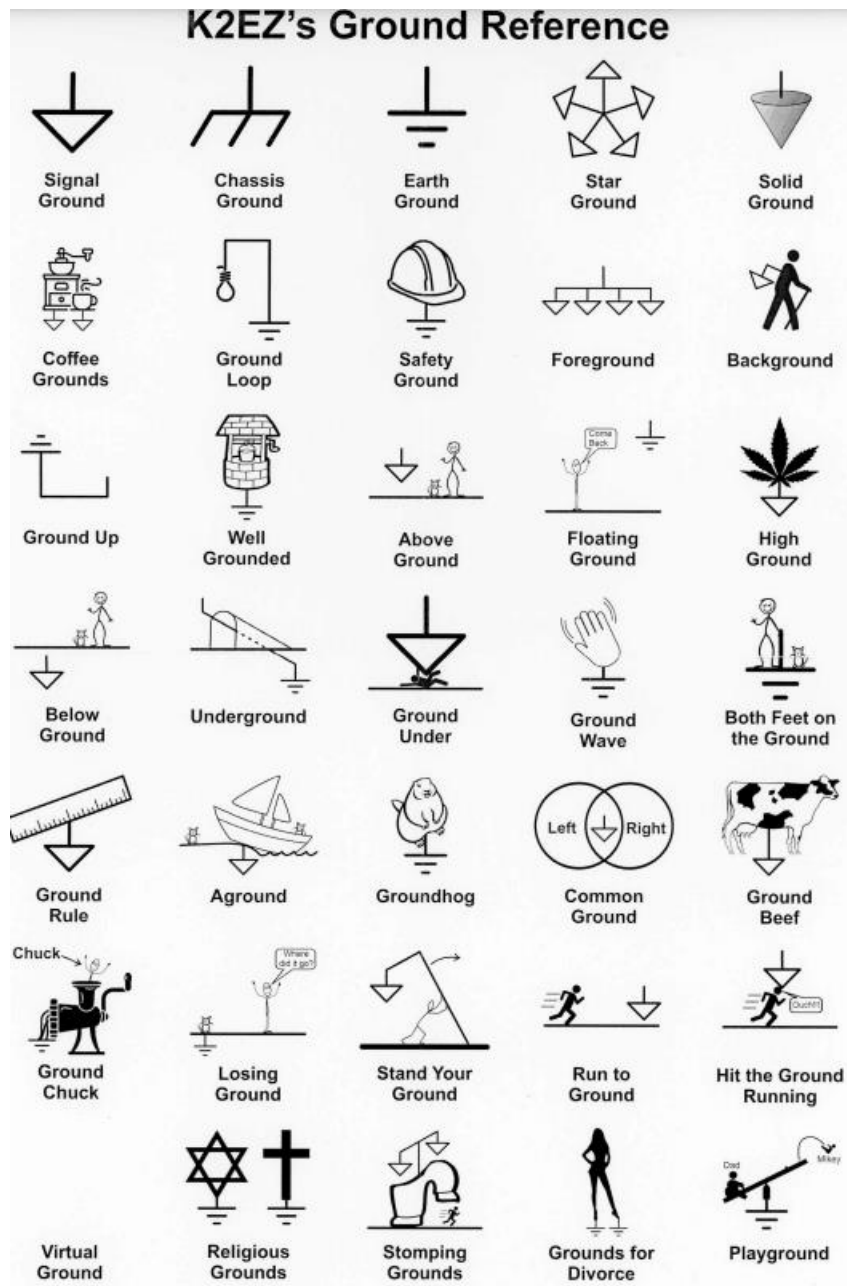 K2EZ's Ground Reference
Signal
Ground
Chassis
Ground
Earth
Ground
Star
Ground
Solid
Ground
Coffee
Grounds
Ground
Loop
Safety
Ground
Foreground
Background
Ground Up
Well
Grounded
Above
Ground
Come
Back
Floating
Ground
High
Ground
Below
Ground
Underground
Ground
Under
Ground
Wave
Both Feet on
the Ground
Ground
Rule
Aground
Groundhog
Left
Right
Common
Ground
Ground
Beef
Chuck
Ground
Chuck
Where
did it go?
Losing
Ground
Stand Your
Ground
Run to
Ground
Ouch!!!
Hit the Ground
Running
Virtual
Ground
Religious
Grounds
Stomping
Grounds
Grounds for
Divorce
Dad
Mikey
Playground